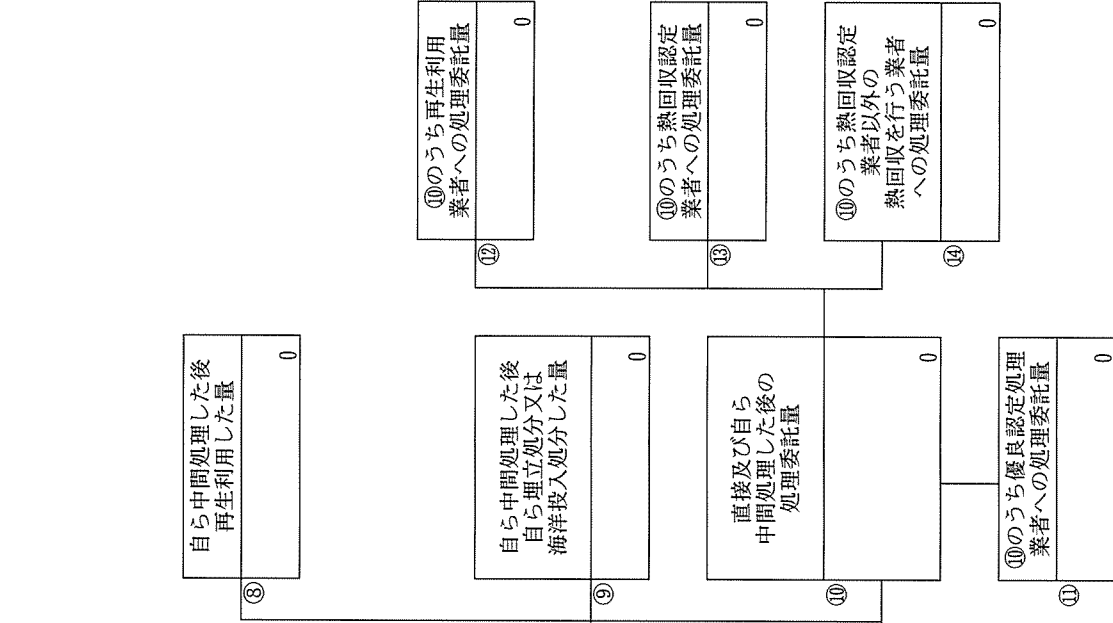 ⑧
自ら中間処理した後
再生利用した量
0
⑨
自ら中間処理した後
自ら埋立処分又は
海洋投入処分した量
0
⑩
直接及び自ら
中間処理した後の
処理委託量
0
⑪
⑩のうち優良認定処理
業者への処理委託量
0
⑫
⑩のうち再生利用
業者への処理委託量
0
⑬
⑩のうち熱回収認定
業者への処理委託量
0
⑭
⑩のうち熱回収認定
業者以外の
熱回収を行う業者
への処理委託量
0